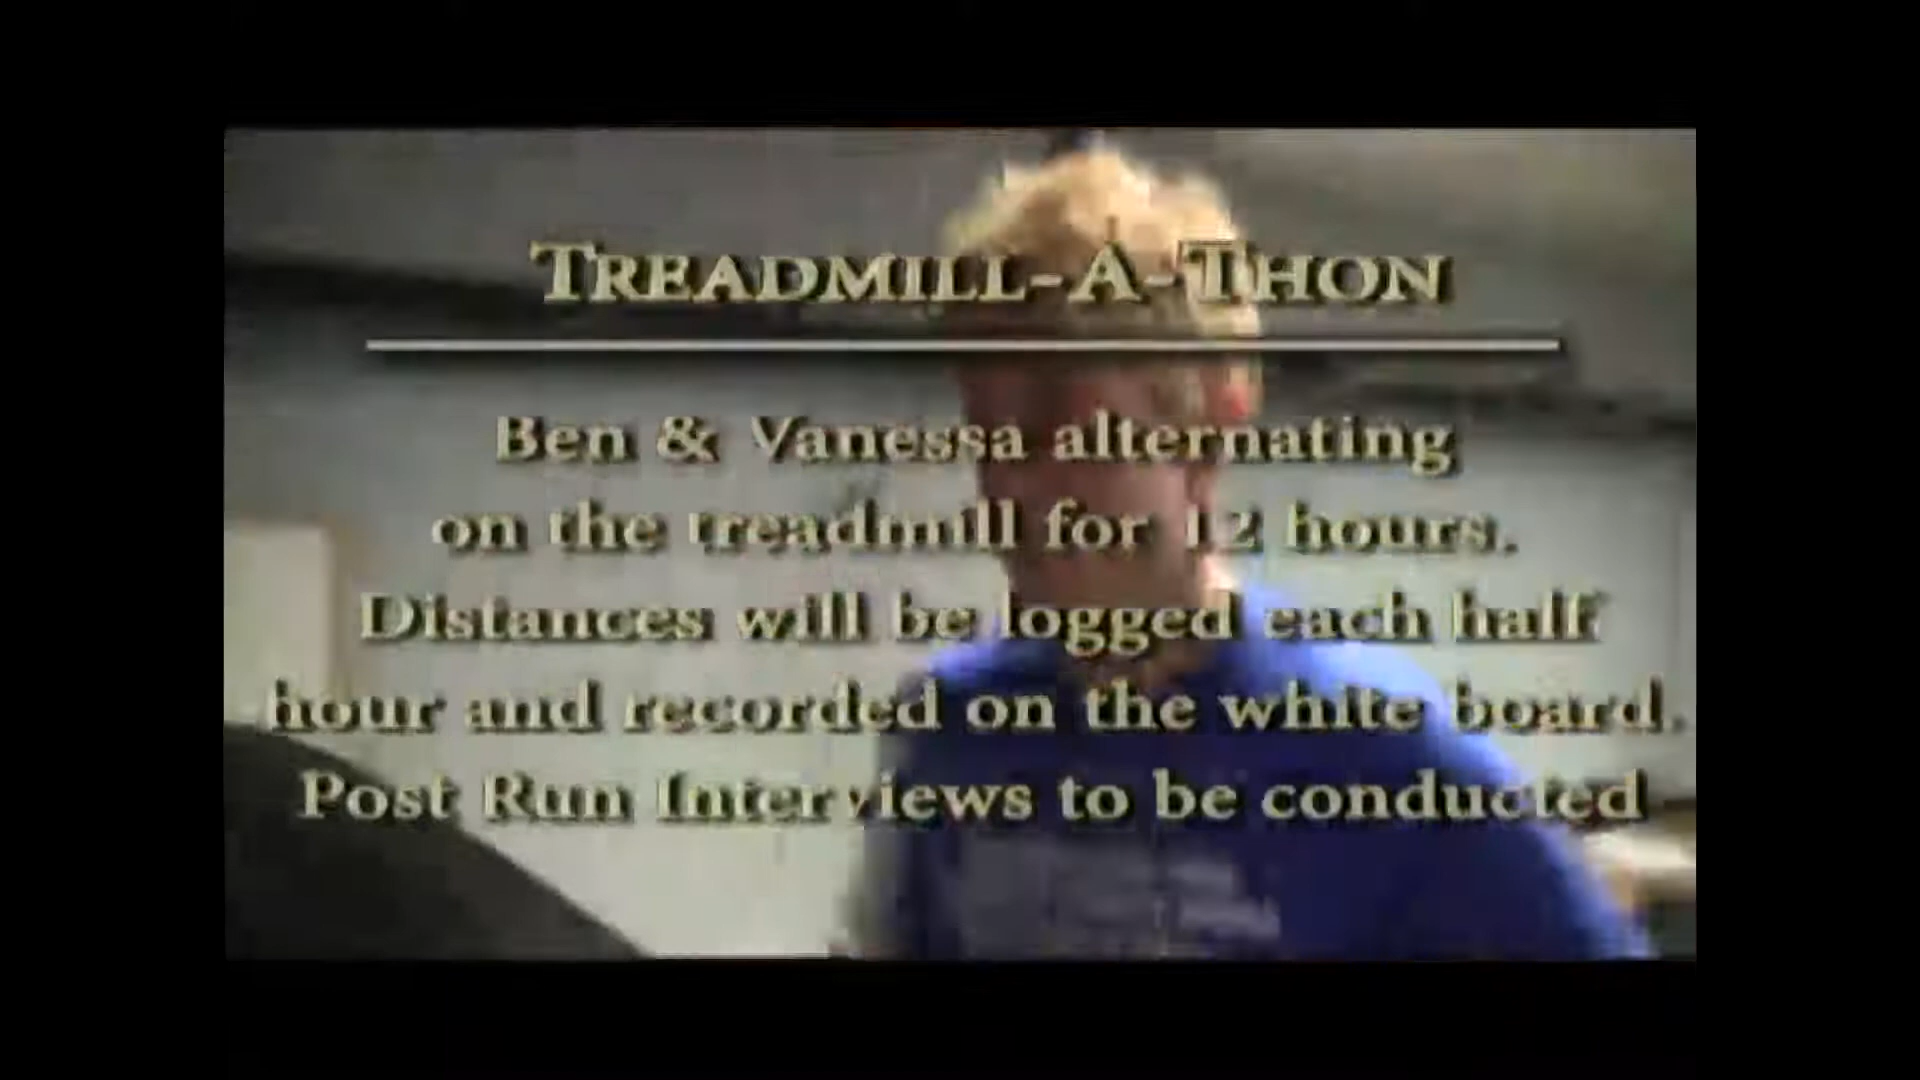 TREADMILL-A-THON
Ben & Vanessa alternating
on the treadmill for 12 hours.
Distances will be logged each half
hour and recorded on the white board.
Post Run Interviews to be conducted